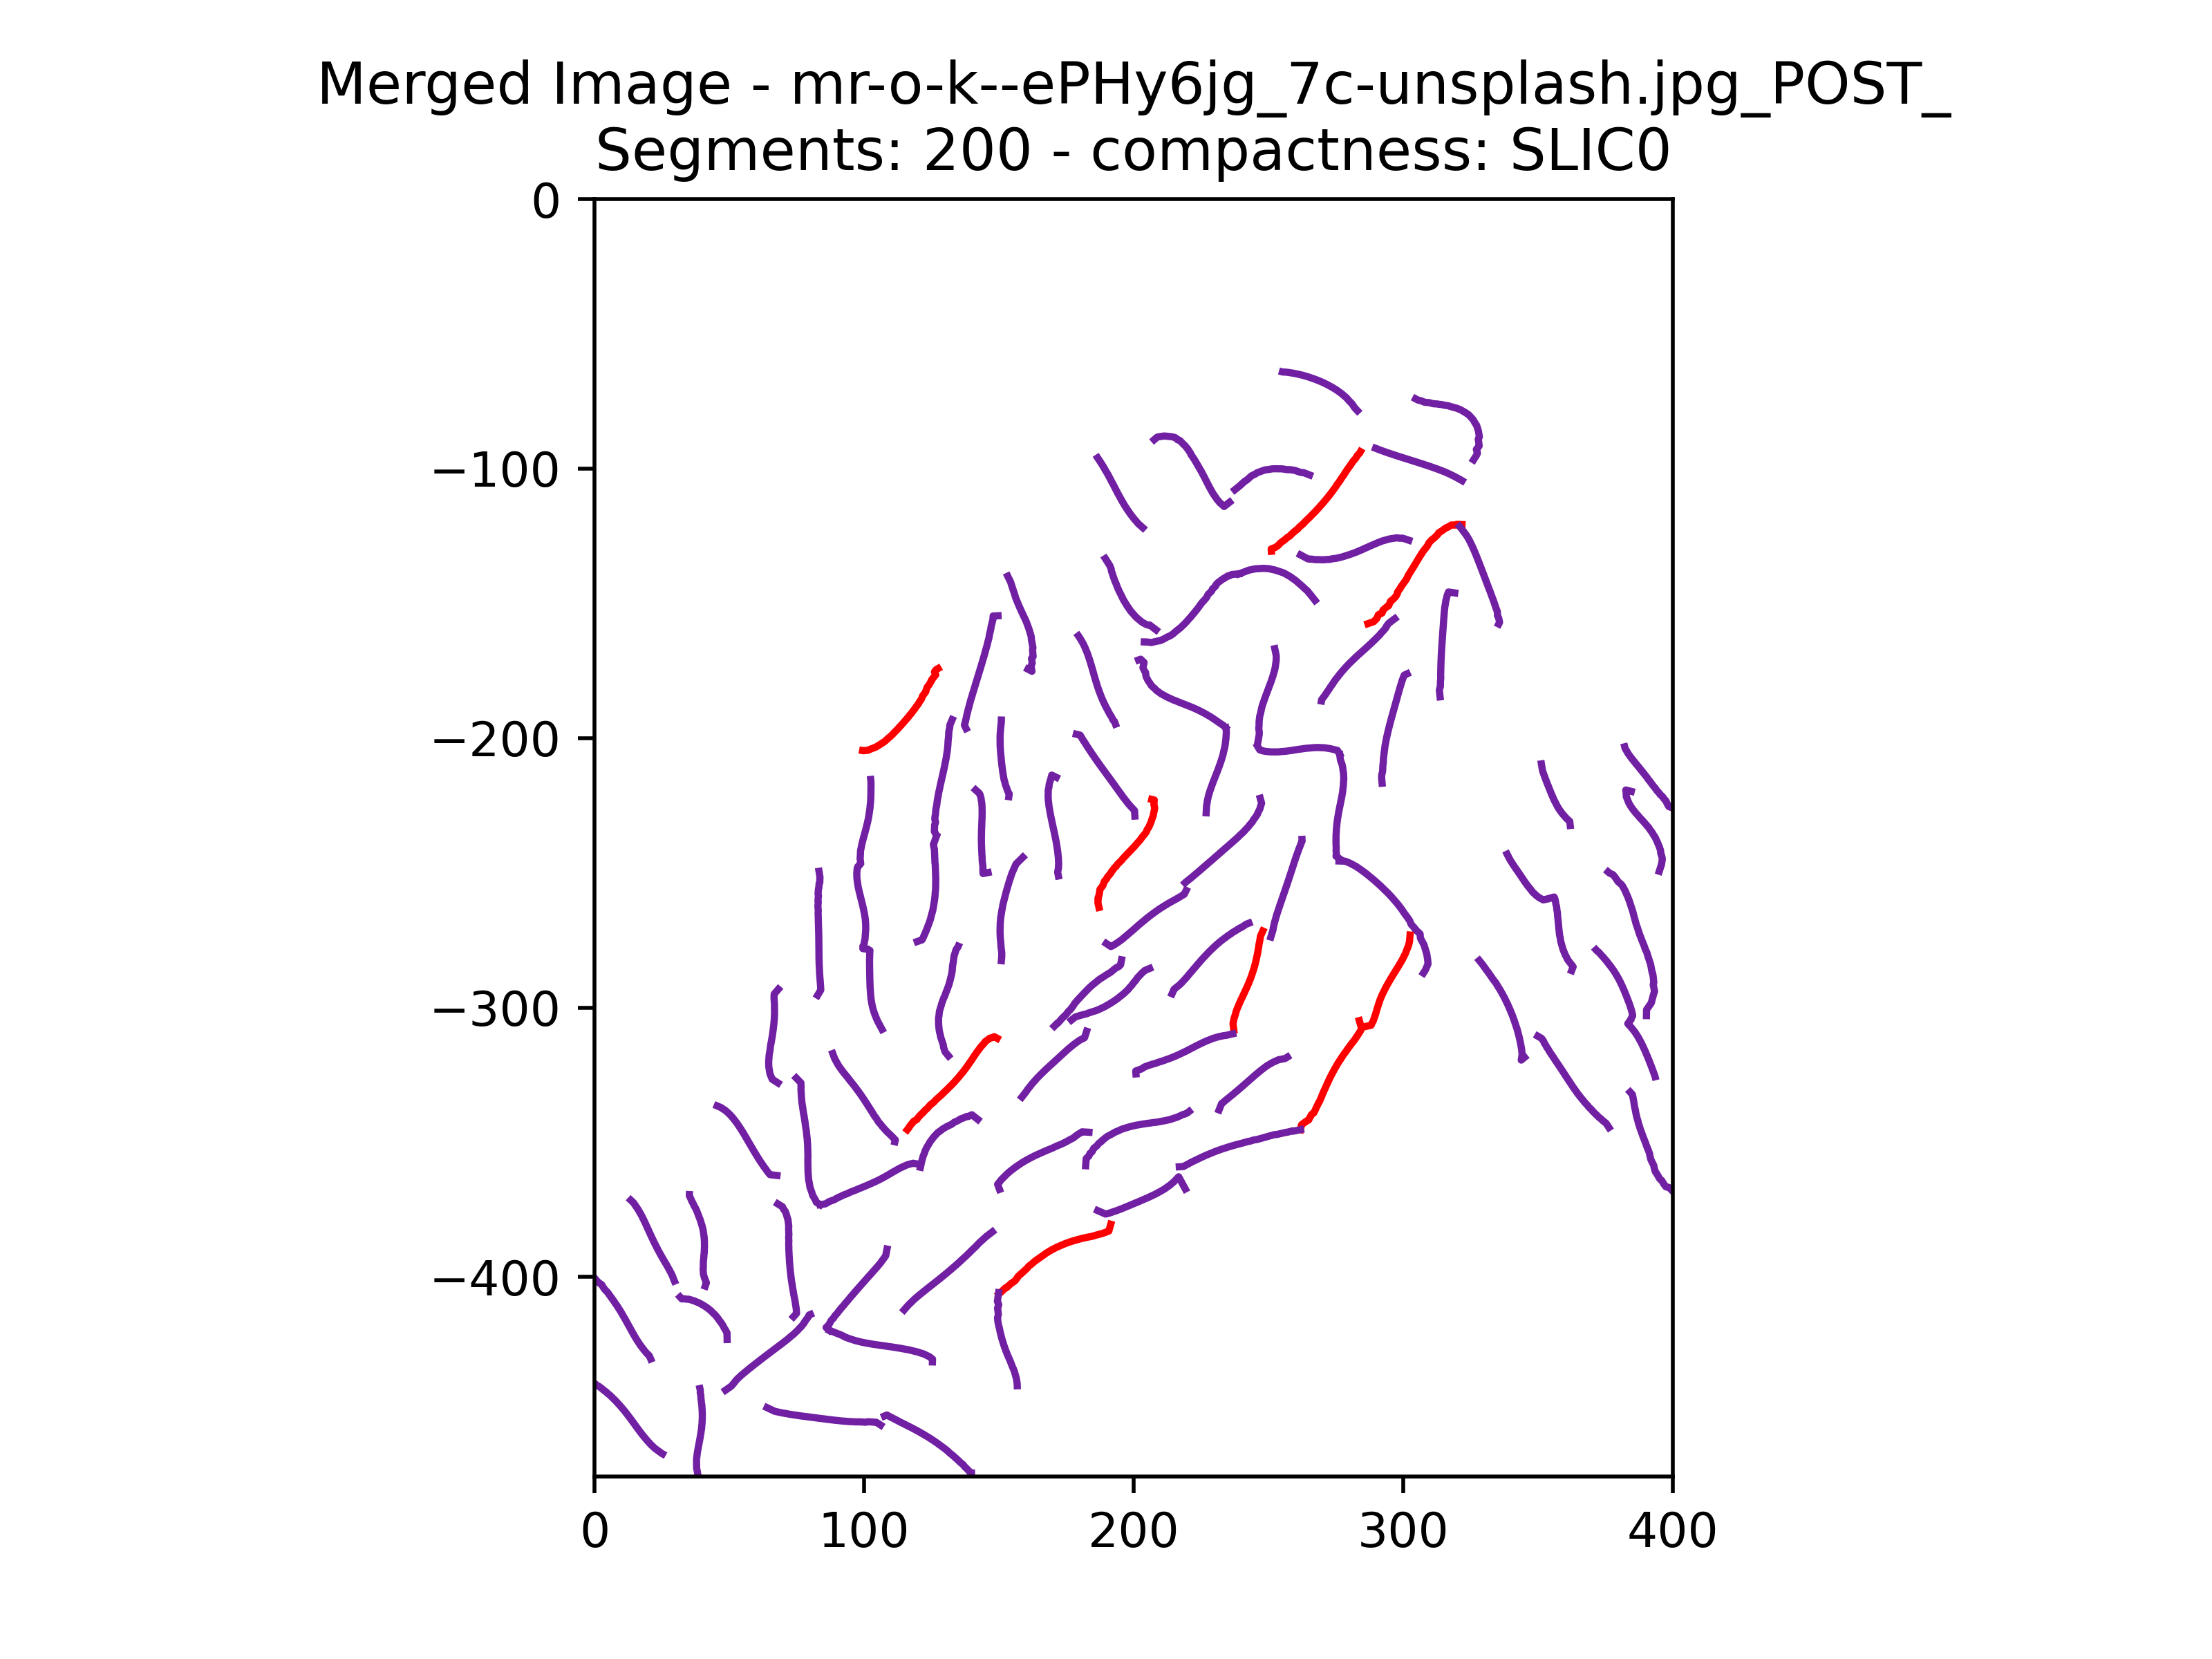 Merged Image - mr-o-k--ePHy6jg_7c-unsplash.jpg_POST_
Segments: 200 - compactness: SLIC0
0
−100
−200
−300
−400
0 100 200 300 400